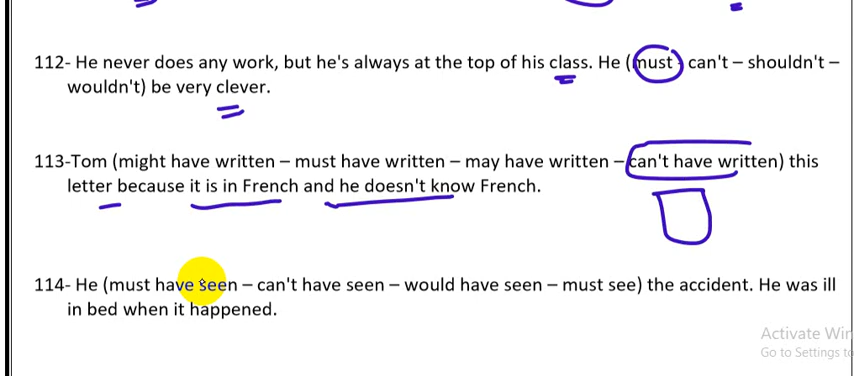 112- He never does any work, but he's always at the top of his class. He (must - can't – shouldn't –
wouldn't) be very clever.
113-Tom (might have written – must have written – may have written – can't have written) this
letter because it is in French and he doesn't know French.
114- He (must have seen – can't have seen – would have seen – must see) the accident. He was ill
in bed when it happened.
Activate Win
Go to Settings to